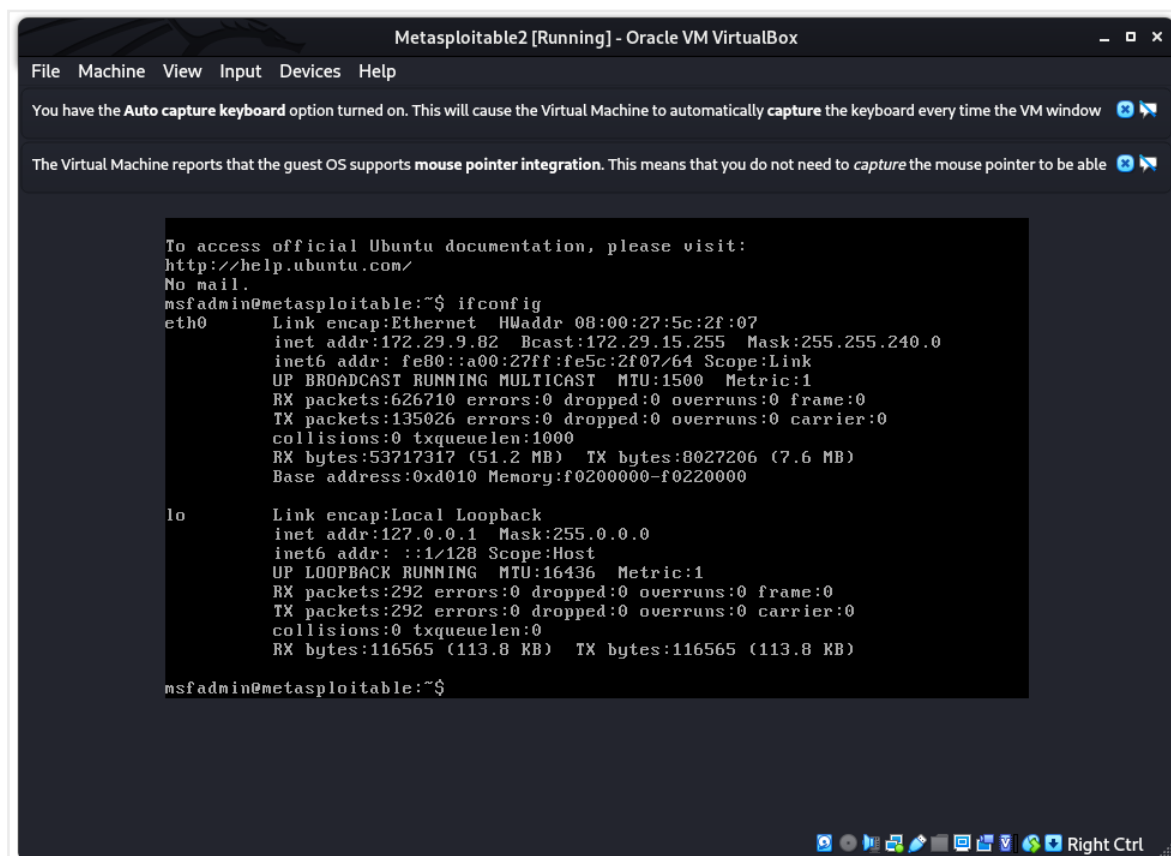 Metasploitable2 [Running] - Oracle VM VirtualBox
File Machine View Input Devices Help
You have the Auto capture keyboard option turned on. This will cause the Virtual Machine to automatically capture the keyboard every time the VM window
The Virtual Machine reports that the guest OS supports mouse pointer integration. This means that you do not need to capture the mouse pointer to be able
To access official Ubuntu documentation, please visit:
http://help.ubuntu.com/
No mail.
msfadmin@metasploitable:~$ ifconfig
eth0 Link encap:Ethernet HWaddr 08:00:27:5c:2f:07
inet addr:172.29.9.82 Bcast:172.29.15.255 Mask:255.255.240.0
inet6 addr: fe80::a00:27ff:fe5c:2f07/64 Scope:Link
UP BROADCAST RUNNING MULTICAST MTU:1500 Metric:1
RX packets:626710 errors:0 dropped:0 overruns:0 frame:0
TX packets:135026 errors:0 dropped:0 overruns:0 carrier:0
collisions:0 txqueuelen:1000
RX bytes:53717317 (51.2 MB) TX bytes:8027206 (7.6 MB)
Base address:0xd010 Memory:f0200000-f0220000
lo Link encap:Local Loopback
inet addr:127.0.0.1 Mask:255.0.0.0
inet6 addr: ::1/128 Scope:Host
UP LOOPBACK RUNNING MTU:16436 Metric:1
RX packets:292 errors:0 dropped:0 overruns:0 frame:0
TX packets:292 errors:0 dropped:0 overruns:0 carrier:0
collisions:0 txqueuelen:0
RX bytes:116565 (113.8 KB) TX bytes:116565 (113.8 KB)
msfadmin@metasploitable:~$
Right Ctrl